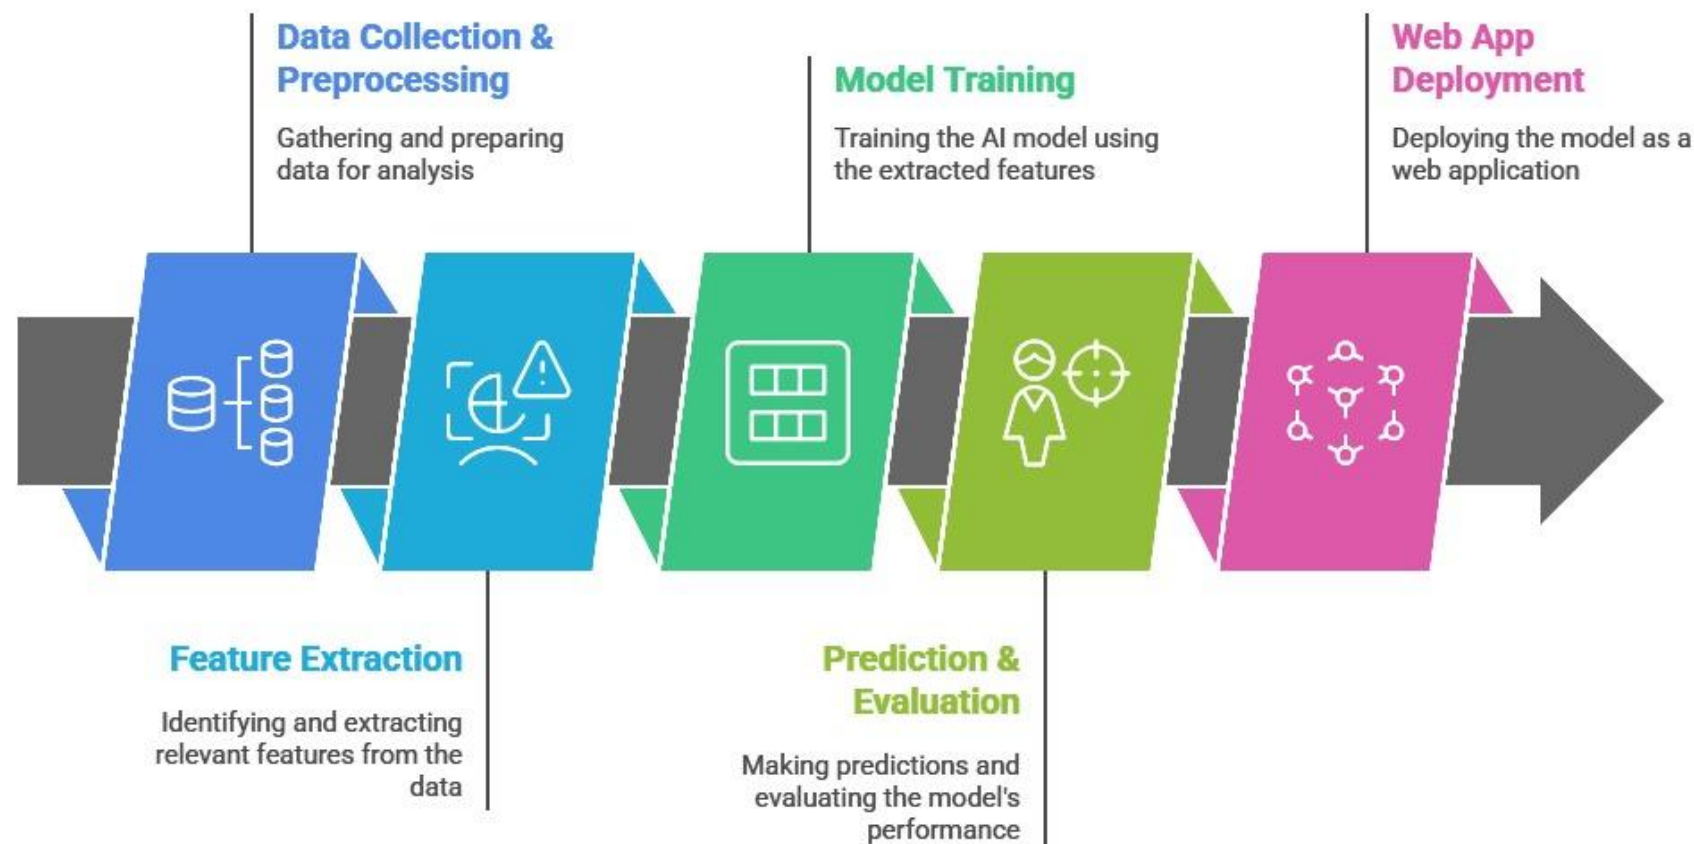 Data Collection &
Preprocessing
Gathering and preparing
data for analysis
Feature Extraction
Identifying and extracting
relevant features from the
data
Model Training
Training the AI model using
the extracted features
Prediction &
Evaluation
Making predictions and
evaluating the model's
performance
Web App
Deployment
Deploying the model as a
web application